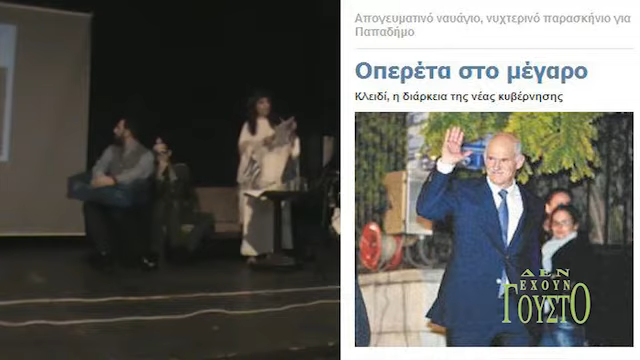 Απογευματινό ναυάγιο, νυχτερινό παρασκήνιο για
Παπαδήμο
Οπερέτα στο μέγαρο
Κλειδί, η διάρκεια της νέας κυβέρνησης
ΔΕΝ
ΕΧΟΥΝ
ΓΟΥΣΤΟ